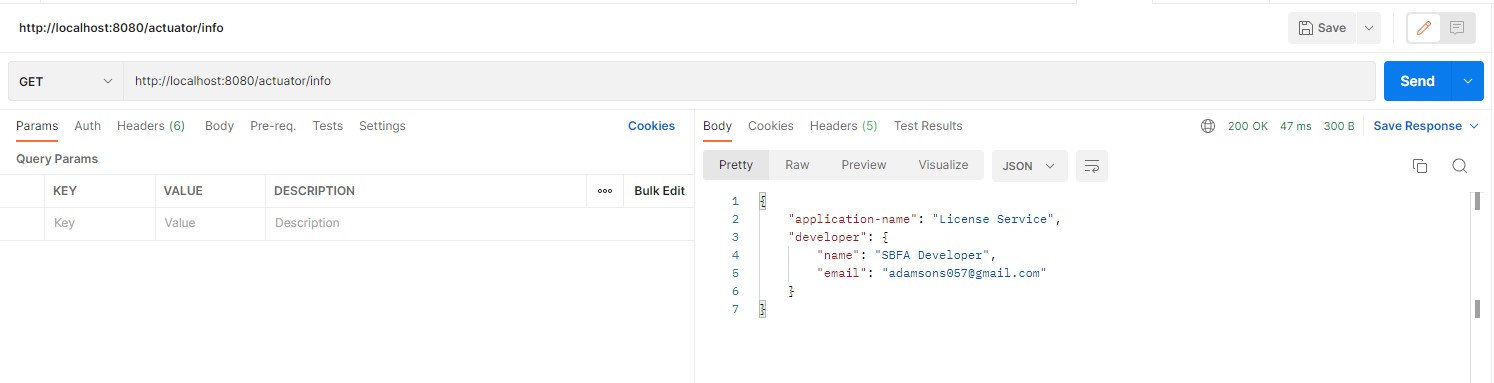 http://localhost:8080/actuator/info
Save
GET
http://localhost:8080/actuator/info
Send
Params Auth Headers (6) Body Pre-req. Tests Settings Cookies
Query Params
KEY VALUE DESCRIPTION ooo Bulk Edit
Key Value Description
Body Cookies Headers (5) Test Results 200 OK 47 ms 300 B Save Response
Pretty Raw Preview Visualize JSON
1 {
2 "application-name": "License Service",
3 "developer": {
4 "name": "SBFA Developer",
5 "email": "adamsons057@gmail.com"
6 }
7 }